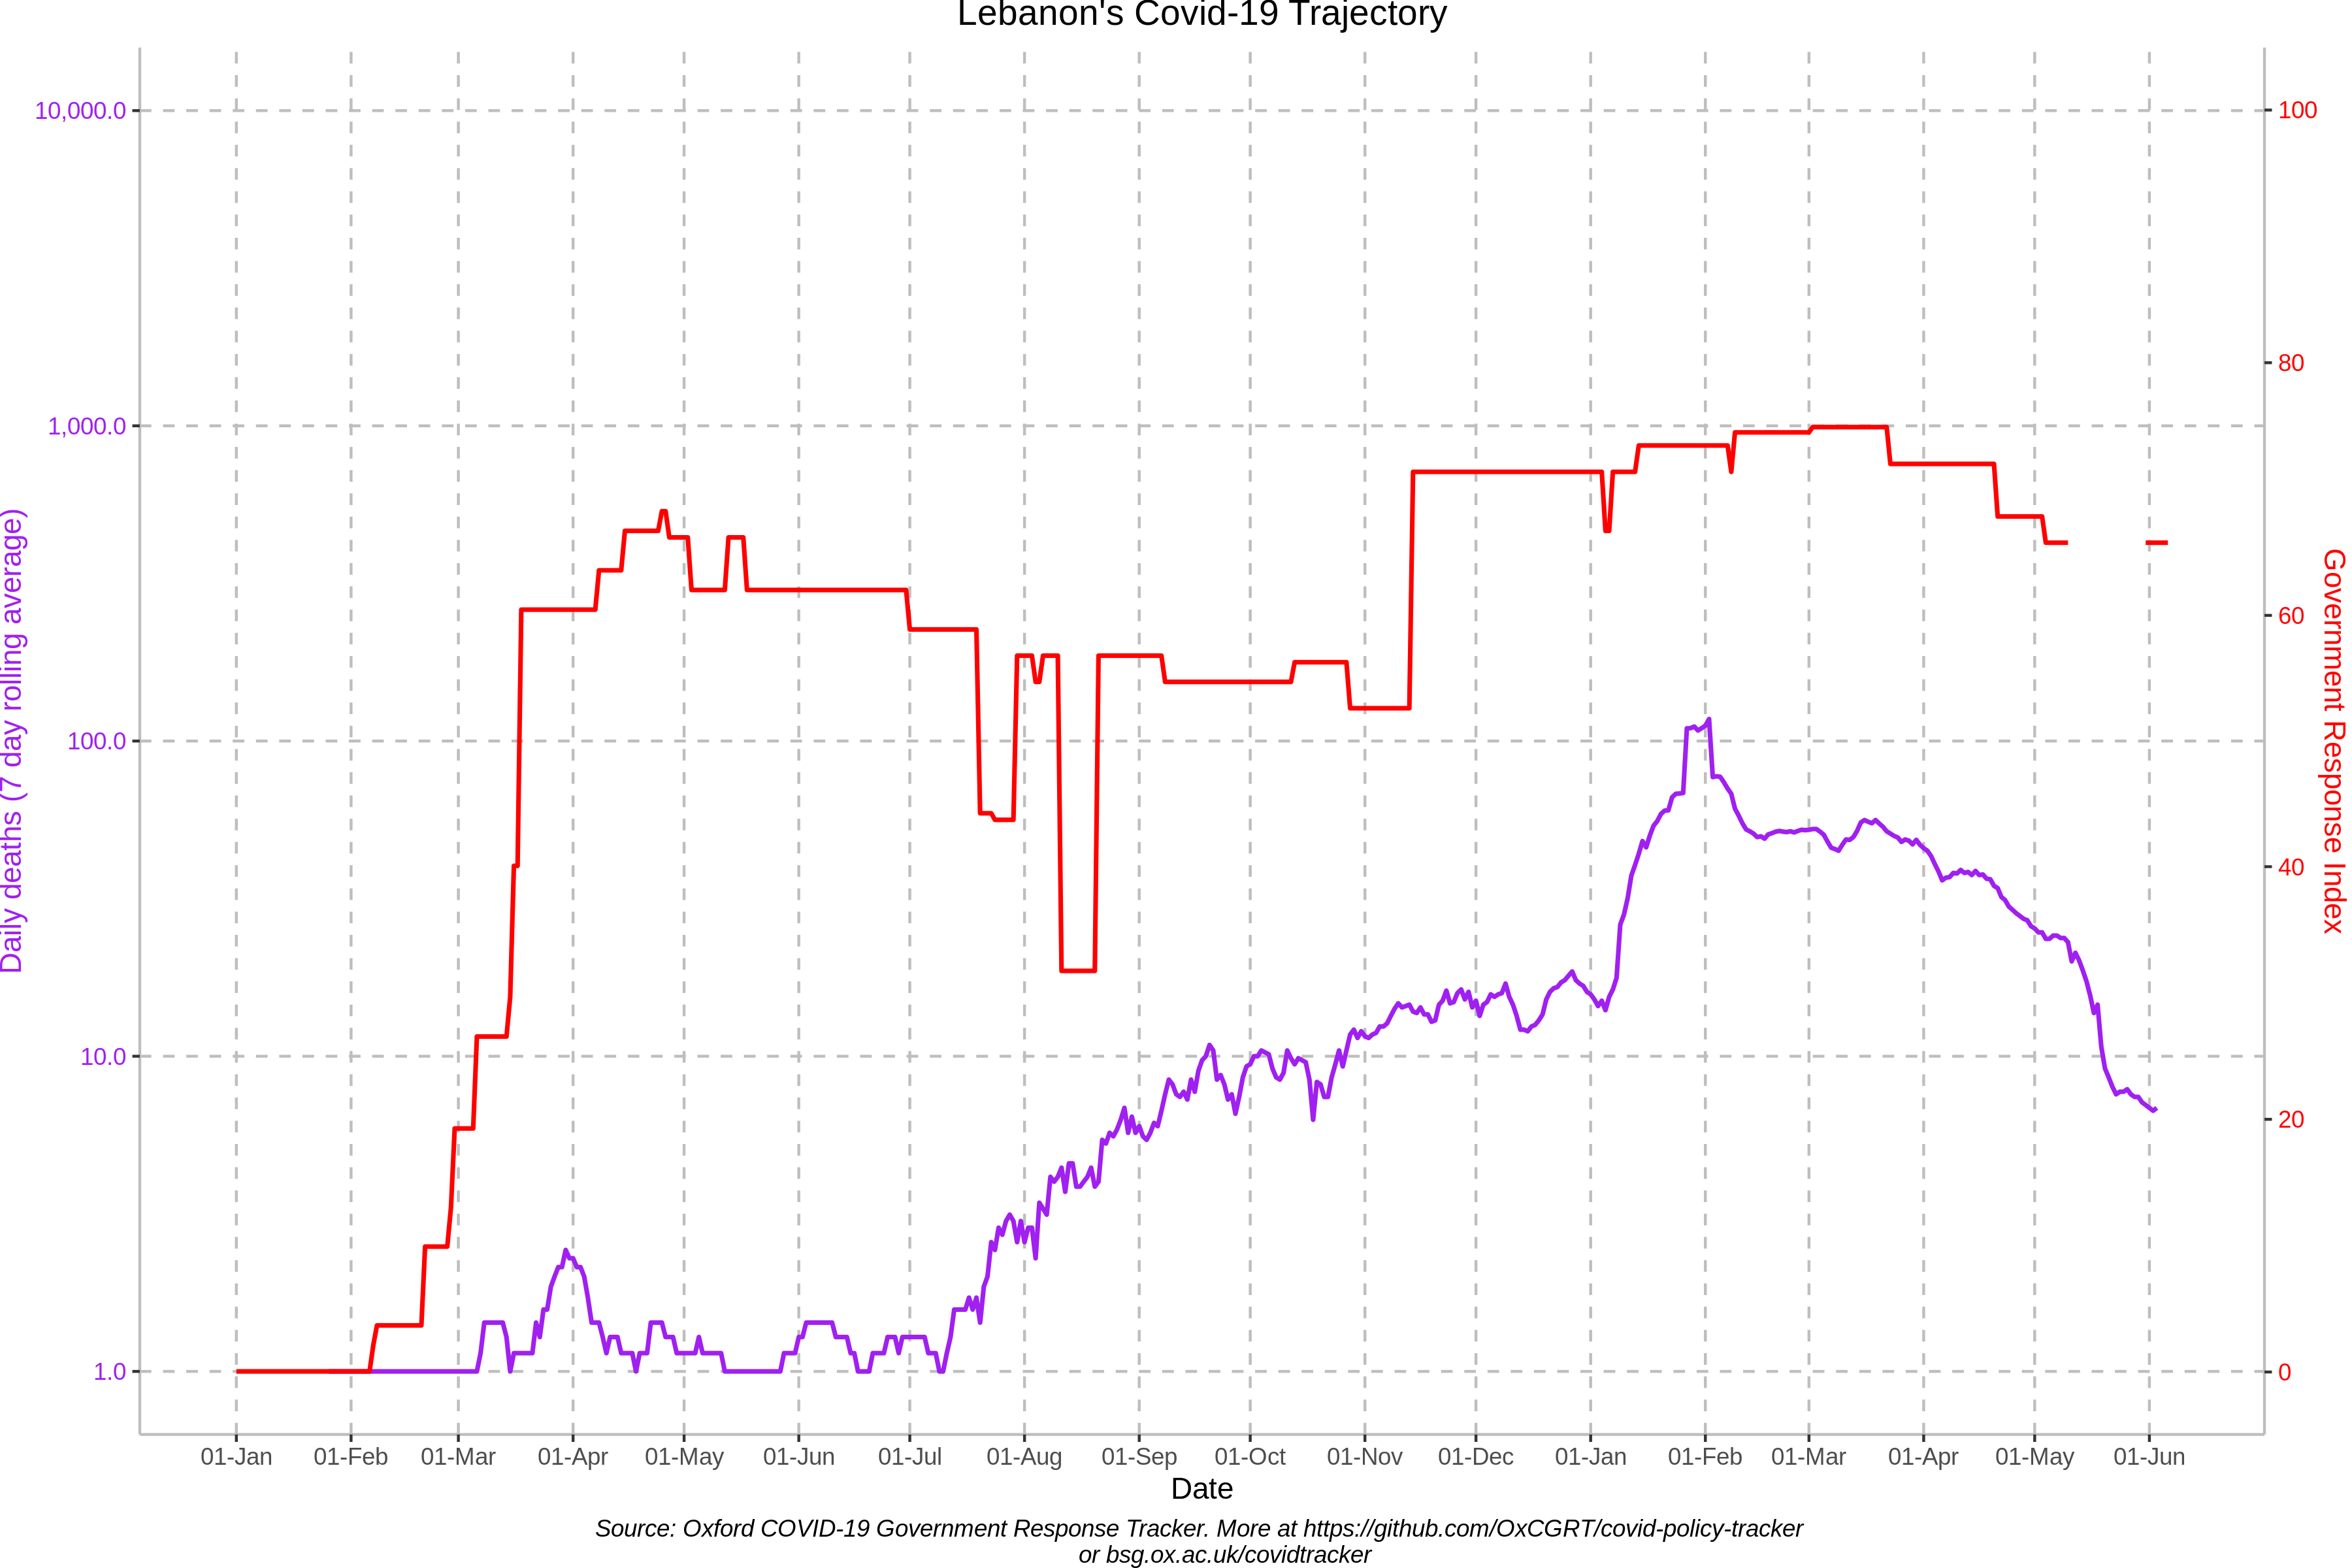 Lebanon's Covid-19 Trajectory
10,000.0
1,000.0
100.0
10.0
1.0
Daily deaths (7 day rolling average)
100
80
60
40
20
0
Government Response Index
01-Jan 01-Feb 01-Mar 01-Apr 01-May 01-Jun 01-Jul 01-Aug 01-Sep 01-Oct 01-Nov 01-Dec 01-Jan 01-Feb 01-Mar 01-Apr 01-May 01-Jun
Date
Source: Oxford COVID-19 Government Response Tracker. More at https://github.com/OxCGRT/covid-policy-tracker
or bsg.ox.ac.uk/covidtracker